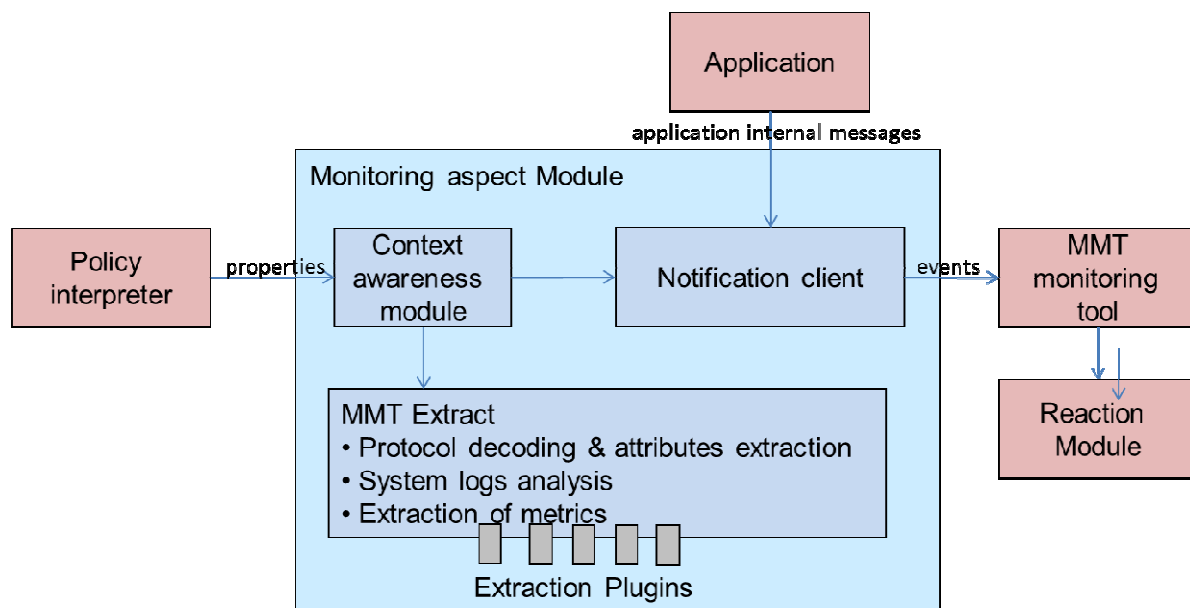 Application
application internal messages
Monitoring aspect Module
Policy
interpreter
properties
Context
awareness
module
Notification client
events
MMT
monitoring
tool
MMT Extract
• Protocol decoding & attributes extraction
• System logs analysis
• Extraction of metrics
Reaction
Module
Extraction Plugins